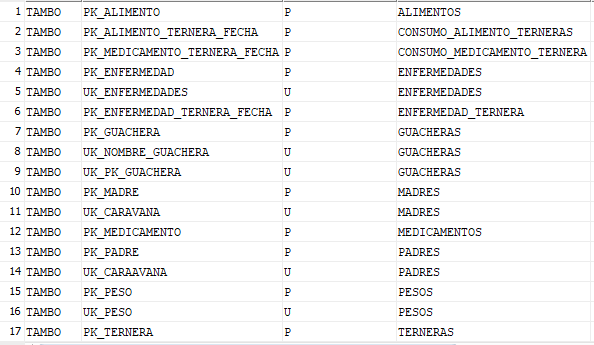 1 TAMBO PK_ALIMENTO P ALIMENTOS
2 TAMBO PK_ALIMENTO_TERNERA_FECHA P CONSUMO_ALIMENTO_TERNERAS
3 TAMBO PK_MEDICAMENTO_TERNERA_FECHA P CONSUMO_MEDICAMENTO_TERNERA
4 TAMBO PK_ENFERMEDAD P ENFERMEDADES
5 TAMBO UK_ENFERMEDADES U ENFERMEDADES
6 TAMBO PK_ENFERMEDAD_TERNERA_FECHA P ENFERMEDAD_TERNERA
7 TAMBO PK_GUACHERA P GUACHERAS
8 TAMBO UK_NOMBRE_GUACHERA U GUACHERAS
9 TAMBO UK_PK_GUACHERA U GUACHERAS
10 TAMBO PK_MADRE P MADRES
11 TAMBO UK_CARAVANA U MADRES
12 TAMBO PK_MEDICAMENTO P MEDICAMENTOS
13 TAMBO PK_PADRE P PADRES
14 TAMBO UK_CARAAVANA U PADRES
15 TAMBO PK_PESO P PESOS
16 TAMBO UK_PESO U PESOS
17 TAMBO PK_TERNERA P TERNERAS